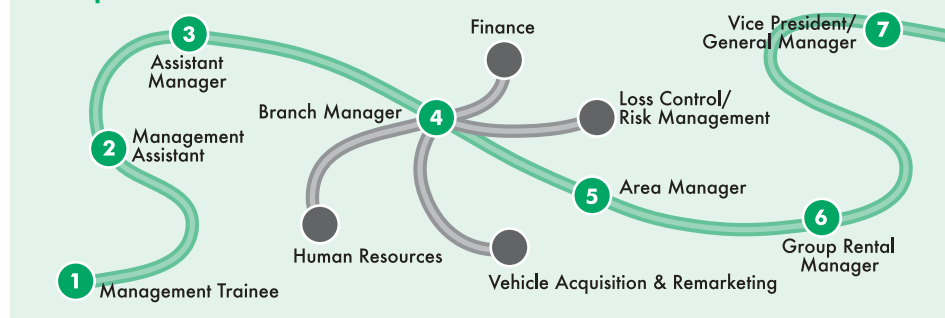 1
Management Trainee
2
Management
Assistant
3
Assistant
Manager
Branch Manager
4
Finance
Loss Control/
Risk Management
Human Resources
Vehicle Acquisition & Remarketing
5
Area Manager
6
Group Rental
Manager
Vice President/
General Manager
7